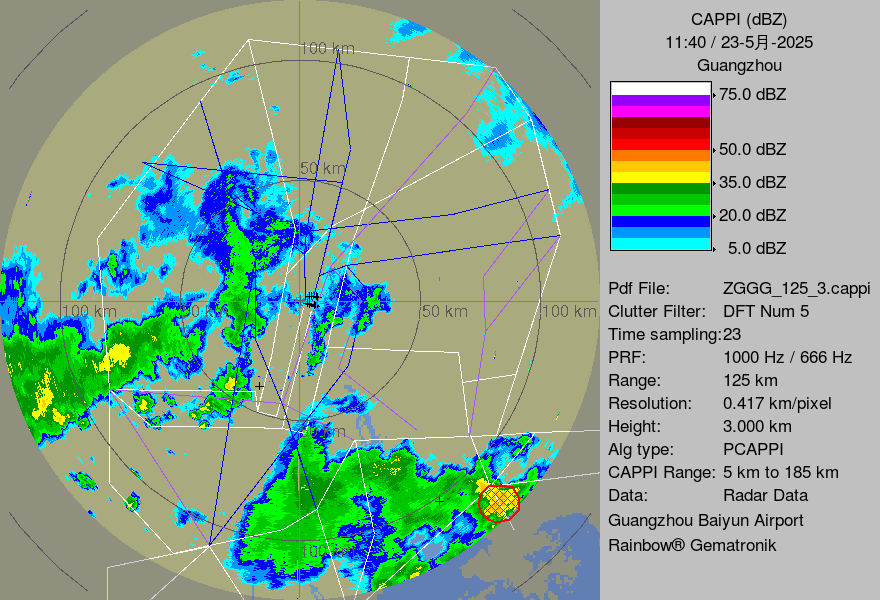 CAPPI (dBZ)
11:40 / 23-5月-2025
Guangzhou
75.0 dBZ
50.0 dBZ
35.0 dBZ
20.0 dBZ
5.0 dBZ
Pdf File: ZGGG_125_3.cappi
Clutter Filter: DFT Num 5
Time sampling:23
PRF: 1000 Hz / 666 Hz
Range: 125 km
Resolution: 0.417 km/pixel
Height: 3.000 km
Alg type: PCAPPI
CAPPI Range: 5 km to 185 km
Data: Radar Data
Guangzhou Baiyun Airport
Rainbow® Gematronik
100 km
50 km
100 km
50 km
50 km
100 km
km
100 km